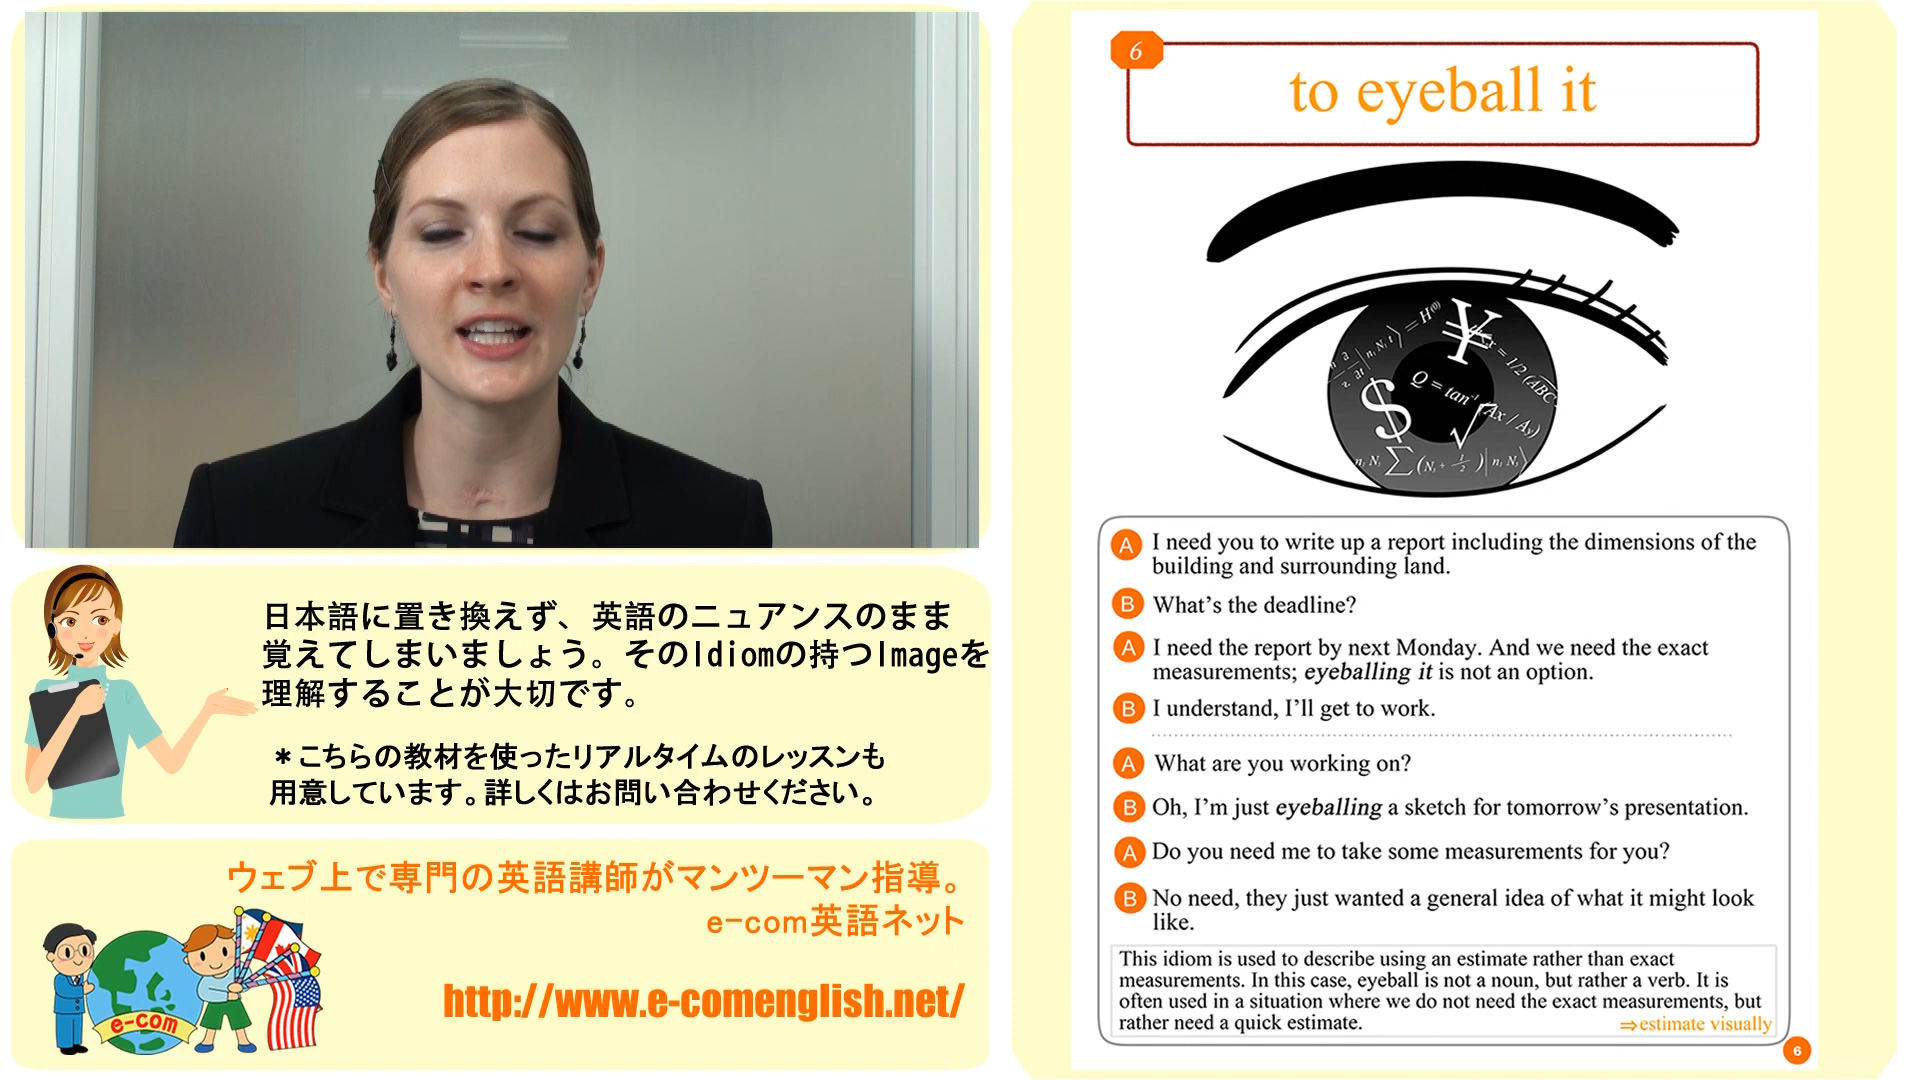 6
to eyeball it
¥
$
Q = tan⁻¹
A I need you to write up a report including the dimensions of the
building and surrounding land.
B What's the deadline?
A I need the report by next Monday. And we need the exact
measurements; eyeballing it is not an option.
B I understand, I'll get to work.
A What are you working on?
B Oh, I'm just eyeballing a sketch for tomorrow's presentation.
A Do you need me to take some measurements for you?
B No need, they just wanted a general idea of what it might look
like.
This idiom is used to describe using an estimate rather than exact
measurements. In this case, eyeball is not a noun, but rather a verb. It is
often used in a situation where we do not need the exact measurements, but
rather need a quick estimate.
⇒estimate visually
6
日本語に置き換えず、英語のニュアンスのまま
覚えてしまいましょう。そのIdiomの持つImageを
理解することが大切です。
＊こちらの教材を使ったリアルタイムのレッスンも
用意しています。詳しくはお問い合わせください。
ウェブ上で専門の英語講師がマンツーマン指導。
e-com英語ネット
http://www.e-comenglish.net/
e-com